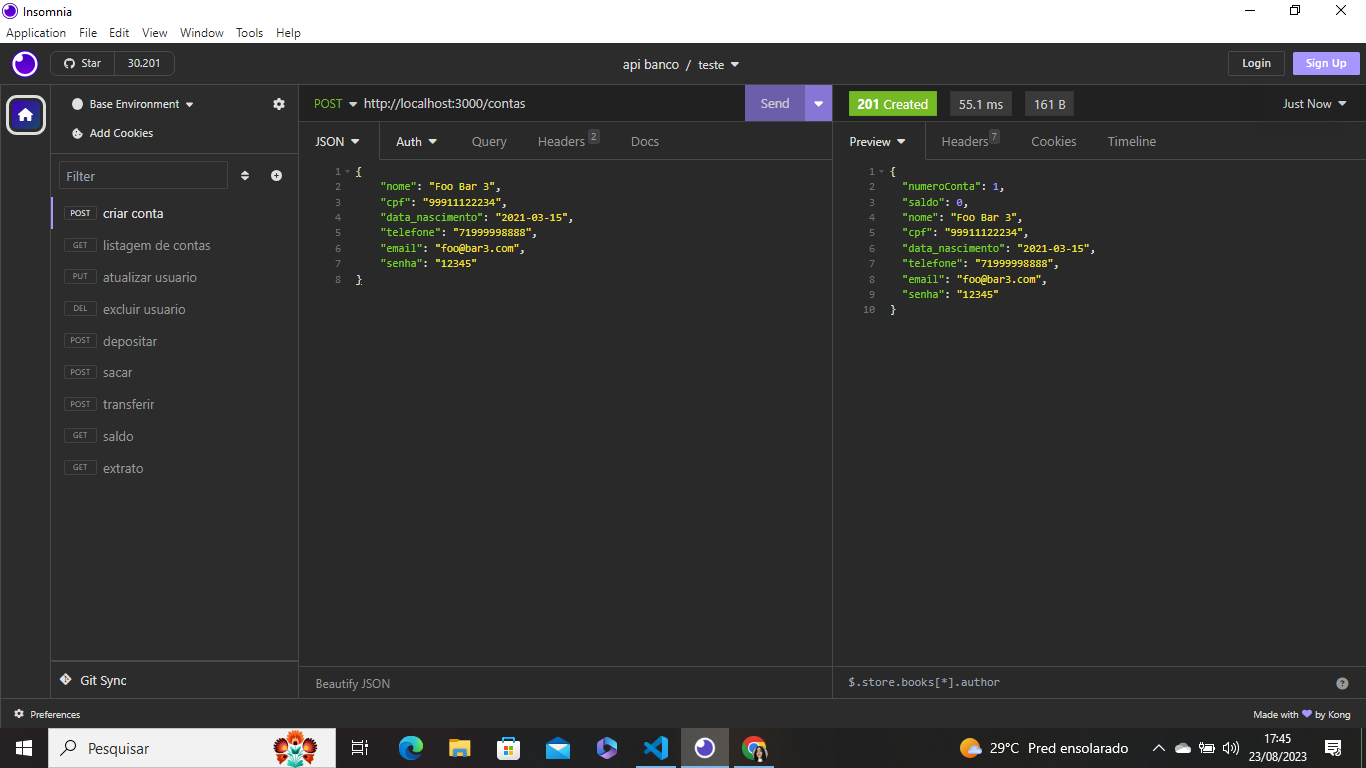 Insomnia
Application File Edit View Window Tools Help
Star 30.201
api banco / teste
Login Sign Up
Base Environment
Add Cookies
Filter
POST criar conta
GET listagem de contas
PUT atualizar usuario
DEL excluir usuario
POST depositar
POST sacar
POST transferir
GET saldo
GET extrato
Git Sync
POST http://localhost:3000/contas Send
JSON Auth Query Headers 2 Docs
1 {
2 "nome": "Foo Bar 3",
3 "cpf": "99911122234",
4 "data_nascimento": "2021-03-15",
5 "telefone": "71999998888",
6 "email": "foo@bar3.com",
7 "senha": "12345"
8 }
Beautify JSON
201 Created 55.1 ms 161 B Just Now
Preview Headers 7 Cookies Timeline
1 {
2 "numeroConta": 1,
3 "saldo": 0,
4 "nome": "Foo Bar 3",
5 "cpf": "99911122234",
6 "data_nascimento": "2021-03-15",
7 "telefone": "71999998888",
8 "email": "foo@bar3.com",
9 "senha": "12345"
10 }
$.store.books[*].author
Preferences
Made with by Kong
Pesquisar
29°C Pred ensolarado
17:45
23/08/2023